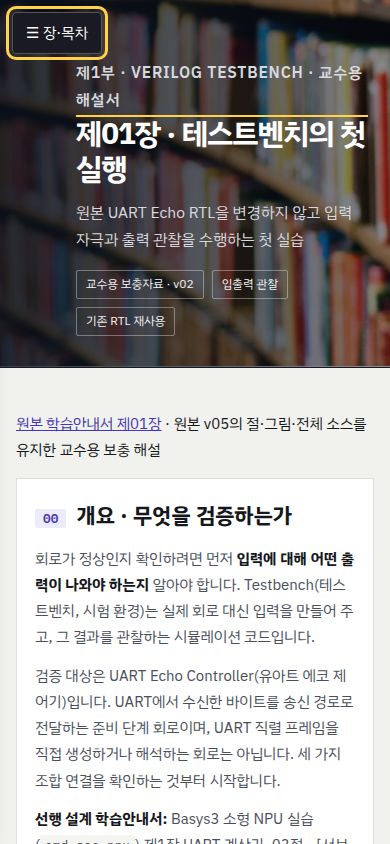 ☰ 장·목차
제1부 · VERILOG TESTBENCH · 교수용
해설서
제01장 · 테스트벤치의 첫
실행
원본 UART Echo RTL을 변경하지 않고 입력
자극과 출력 관찰을 수행하는 첫 실습
교수용 보충자료 · v02
입출력 관찰
기존 RTL 재사용
원본 학습안내서 제01장 · 원본 v05의 절·그림·전체 소스를
유지한 교수용 보충 해설
00 개요 · 무엇을 검증하는가
회로가 정상인지 확인하려면 먼저 입력에 대해 어떤 출
력이 나와야 하는지 알아야 합니다. Testbench(테스
트벤치, 시험 환경)는 실제 회로 대신 입력을 만들어 주
고, 그 결과를 관찰하는 시뮬레이션 코드입니다.
검증 대상은 UART Echo Controller(유아트 에코 제
어기)입니다. UART에서 수신한 바이트를 송신 경로로
전달하는 준비 단계 회로이며, UART 직렬 프레임을
직접 생성하거나 해석하는 회로는 아닙니다. 세 가지
조합 연결을 확인하는 것부터 시작합니다.
선행 설계 학습안내서: Basys3 소형 NPU 실습